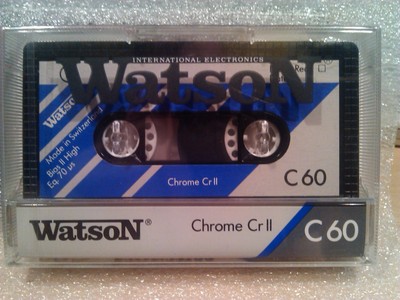 INTERNATIONAL ELECTRONICS
WatsoN
Watson
Made in Switzerland
Bias II High
Eq. 70 us
Chrome Cr II
C 60
WatsoN®
Chrome Cr II
C 60